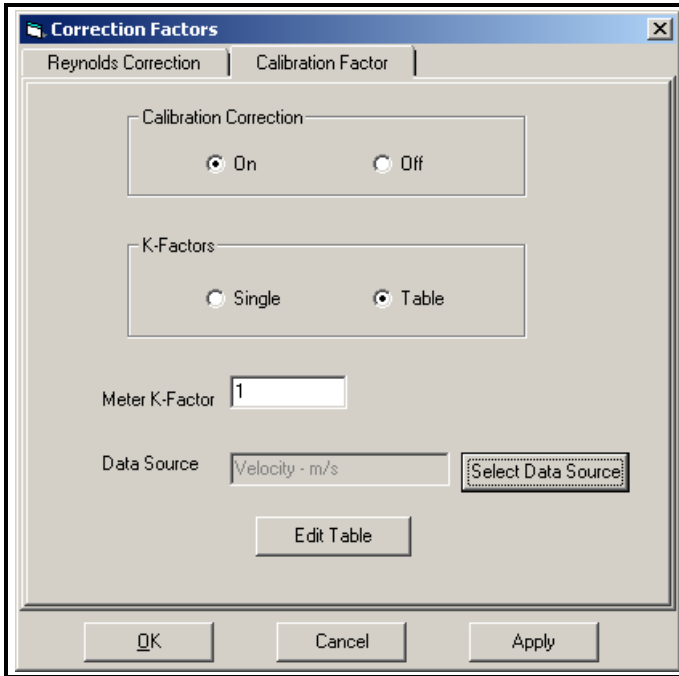 Correction Factors
Reynolds Correction Calibration Factor
Calibration Correction
On Off
K-Factors
Single Table
Meter K-Factor 1
Data Source Velocity - m/s Select Data Source
Edit Table
OK Cancel Apply